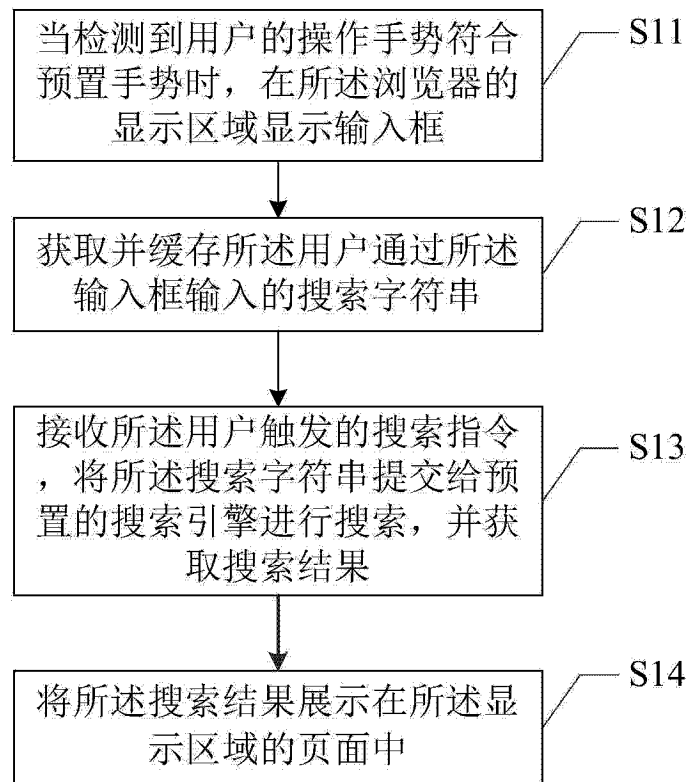 当检测到用户的操作手势符合
预置手势时，在所述浏览器的
显示区域显示输入框
S11
获取并缓存所述用户通过所述
输入框输入的搜索字符串
S12
接收所述用户触发的搜索指令
，将所述搜索字符串提交给预
置的搜索引擎进行搜索，并获
取搜索结果
S13
将所述搜索结果展示在所述显
示区域的页面中
S14